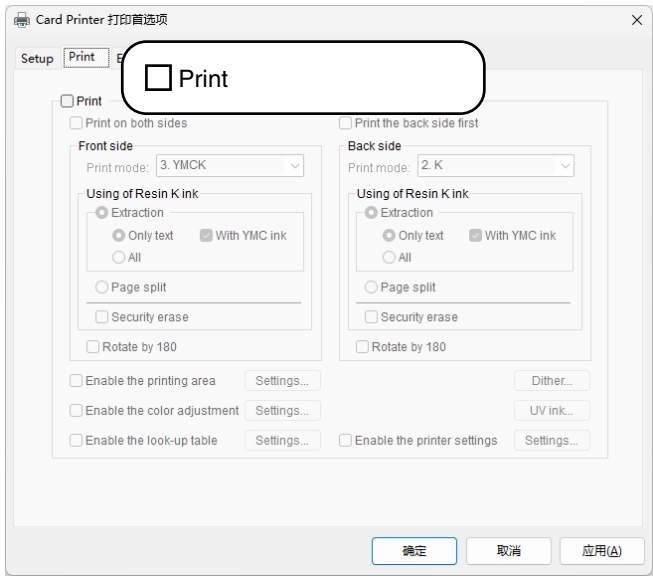 Card Printer 打印首选项
Setup Print
Print
Print
Print on both sides Print the back side first
Front side Back side
Print mode: 3. YMCK Print mode: 2. K
Using of Resin K ink Using of Resin K ink
Extraction Extraction
Only text With YMC ink Only text With YMC ink
All All
Page split Page split
Security erase Security erase
Rotate by 180 Rotate by 180
Enable the printing area Settings... Dither...
Enable the color adjustment Settings... UV ink...
Enable the look-up table Settings... Enable the printer settings Settings...
确定 取消 应用(A)